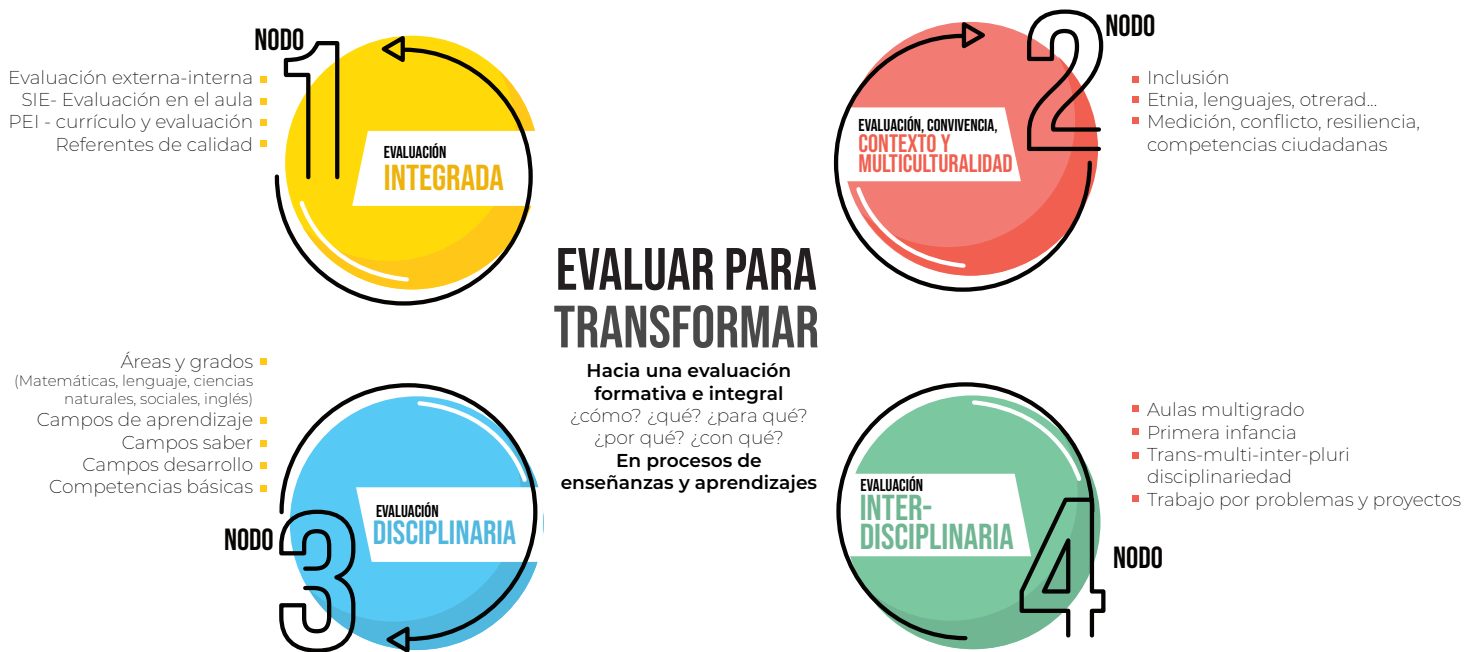 NODO
1
Evaluación externa-interna
SIE- Evaluación en el aula
PEI - currículo y evaluación
Referentes de calidad
EVALUACIÓN
INTEGRADA
NODO
2
EVALUACIÓN, CONVIVENCIA,
CONTEXTO Y
MULTICULTURALIDAD
Inclusión
Etnia, lenguajes, otrerad...
Medición, conflicto, resiliencia,
competencias ciudadanas
EVALUAR PARA
TRANSFORMAR
Hacia una evaluación
formativa e integral
¿cómo? ¿qué? ¿para qué?
¿por qué? ¿con qué?
En procesos de
enseñanzas y aprendizajes
Áreas y grados
(Matemáticas, lenguaje, ciencias
naturales, sociales, inglés)
Campos de aprendizaje
Campos saber
Campos desarrollo
Competencias básicas
NODO
3
EVALUACIÓN
DISCIPLINARIA
EVALUACIÓN
INTER-
DISCIPLINARIA
Aulas multigrado
Primera infancia
Trans-multi-inter-pluri
disciplinariedad
Trabajo por problemas y proyectos
4
NODO